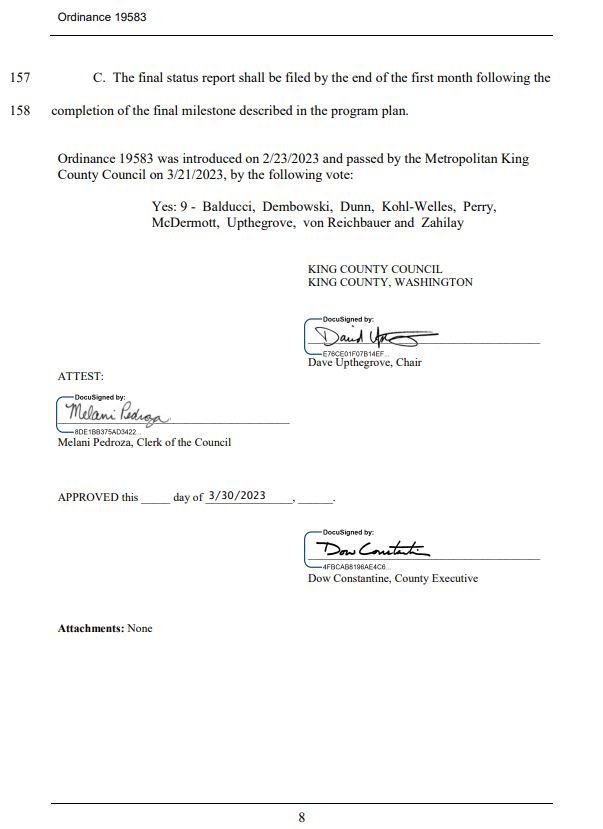 Ordinance 19583
157 C. The final status report shall be filed by the end of the first month following the
158 completion of the final milestone described in the program plan.
Ordinance 19583 was introduced on 2/23/2023 and passed by the Metropolitan King
County Council on 3/21/2023, by the following vote:
Yes: 9 - Balducci, Dembowski, Dunn, Kohl-Welles, Perry,
McDermott, Upthegrove, von Reichbauer and Zahilay
KING COUNTY COUNCIL
KING COUNTY, WASHINGTON
DocuSigned by:
E76CE01F07B14EF...
Dave Upthegrove, Chair
ATTEST:
DocuSigned by:
Melani Pedroza
8DE1BB375AD3422...
Melani Pedroza, Clerk of the Council
APPROVED this _____ day of 3/30/2023, ______.
DocuSigned by:
Dow Constantine
4FBCAB8196AE4C6...
Dow Constantine, County Executive
Attachments: None
8